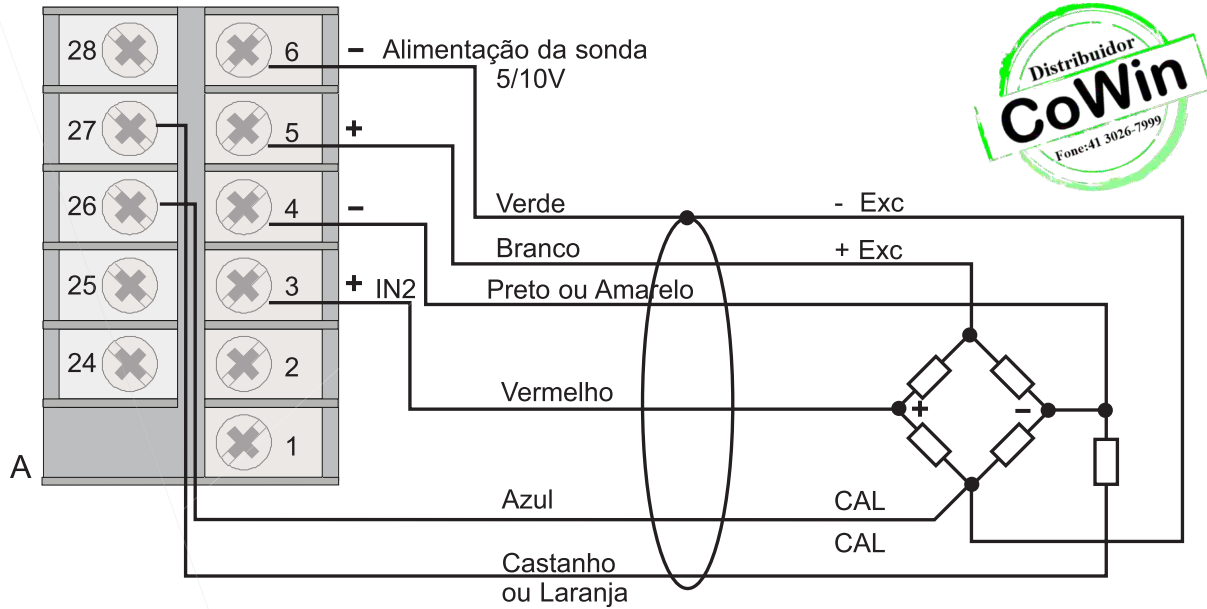 28
6
− Alimentação da sonda
5/10V
27
5
+
26
4
−
25
3
+ IN2
24
2
1
A
Verde
- Exc
Branco
+ Exc
Preto ou Amarelo
Vermelho
+
−
Azul
CAL
CAL
Castanho
ou Laranja
Distribuidor
CoWin
Fone:41 3026-7999